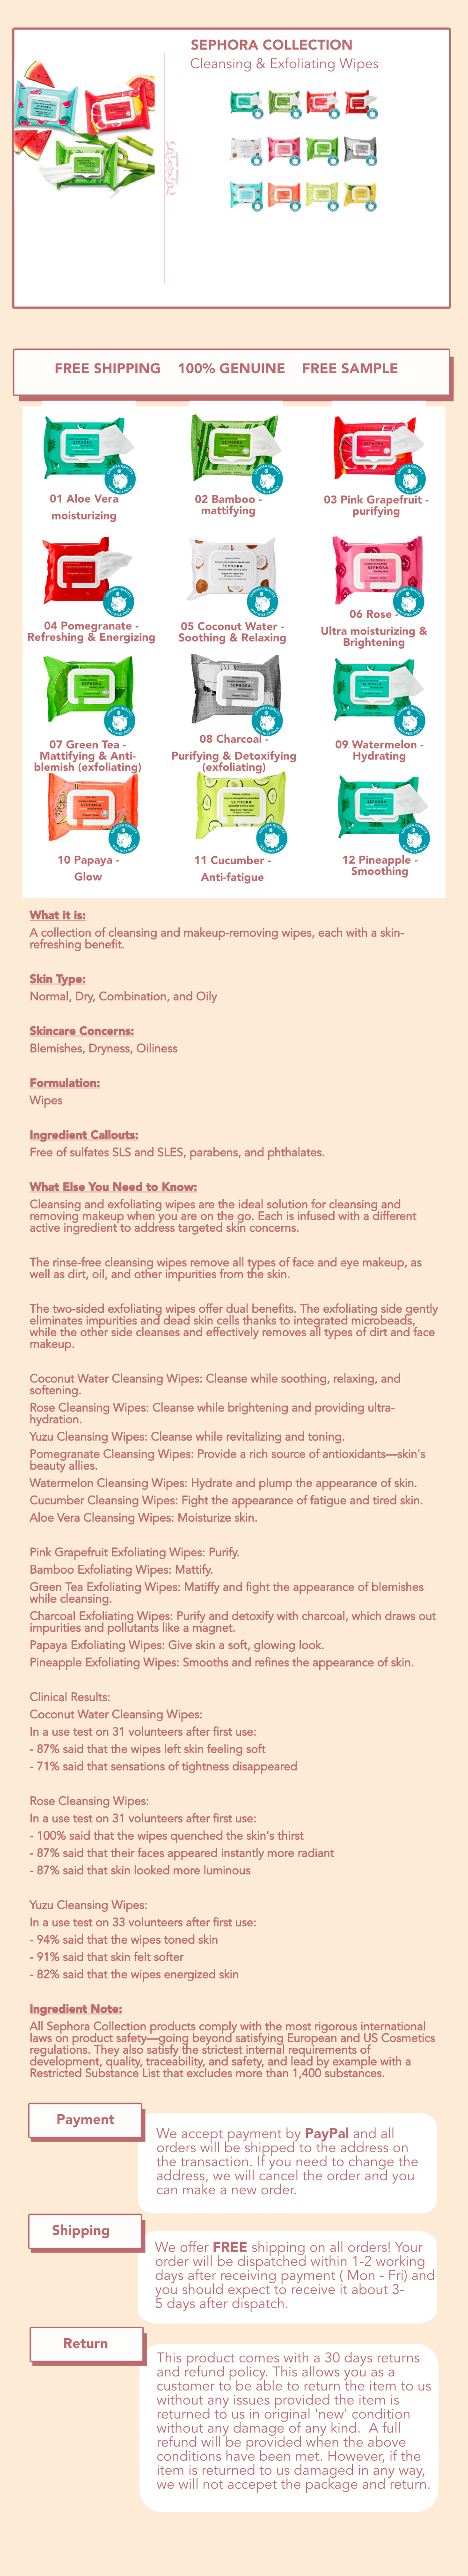 SEPHORA COLLECTION
Cleansing & Exfoliating Wipes
FREE SHIPPING 100% GENUINE FREE SAMPLE
01 Aloe Vera
moisturizing
02 Bamboo -
mattifying
03 Pink Grapefruit -
purifying
04 Pomegranate -
Refreshing & Energizing
05 Coconut Water -
Soothing & Relaxing
06 Rose -
Ultra moisturizing &
Brightening
07 Green Tea -
Mattifying & Anti-
blemish (exfoliating)
08 Charcoal -
Purifying & Detoxifying
(exfoliating)
09 Watermelon -
Hydrating
10 Papaya -
Glow
11 Cucumber -
Anti-fatigue
12 Pineapple -
Smoothing
What it is:
A collection of cleansing and makeup-removing wipes, each with a skin-
refreshing benefit.
Skin Type:
Normal, Dry, Combination, and Oily
Skincare Concerns:
Blemishes, Dryness, Oiliness
Formulation:
Wipes
Ingredient Callouts:
Free of sulfates SLS and SLES, parabens, and phthalates.
What Else You Need to Know:
Cleansing and exfoliating wipes are the ideal solution for cleansing and
removing makeup when you are on the go. Each is infused with a different
active ingredient to address targeted skin concerns.
The rinse-free cleansing wipes remove all types of face and eye makeup, as
well as dirt, oil, and other impurities from the skin.
The two-sided exfoliating wipes offer dual benefits. The exfoliating side gently
eliminates impurities and dead skin cells thanks to integrated microbeads,
while the other side cleanses and effectively removes all types of dirt and face
makeup.
Coconut Water Cleansing Wipes: Cleanse while soothing, relaxing, and
softening.
Rose Cleansing Wipes: Cleanse while brightening and providing ultra-
hydration.
Yuzu Cleansing Wipes: Cleanse while revitalizing and toning.
Pomegranate Cleansing Wipes: Provide a rich source of antioxidants—skin's
beauty allies.
Watermelon Cleansing Wipes: Hydrate and plump the appearance of skin.
Cucumber Cleansing Wipes: Fight the appearance of fatigue and tired skin.
Aloe Vera Cleansing Wipes: Moisturize skin.
Pink Grapefruit Exfoliating Wipes: Purify.
Bamboo Exfoliating Wipes: Mattify.
Green Tea Exfoliating Wipes: Matiffy and fight the appearance of blemishes
while cleansing.
Charcoal Exfoliating Wipes: Purify and detoxify with charcoal, which draws out
impurities and pollutants like a magnet.
Papaya Exfoliating Wipes: Give skin a soft, glowing look.
Pineapple Exfoliating Wipes: Smooths and refines the appearance of skin.
Clinical Results:
Coconut Water Cleansing Wipes:
In a use test on 31 volunteers after first use:
- 87% said that the wipes left skin feeling soft
- 71% said that sensations of tightness disappeared
Rose Cleansing Wipes:
In a use test on 31 volunteers after first use:
- 100% said that the wipes quenched the skin's thirst
- 87% said that their faces appeared instantly more radiant
- 87% said that skin looked more luminous
Yuzu Cleansing Wipes:
In a use test on 33 volunteers after first use:
- 94% said that the wipes toned skin
- 91% said that skin felt softer
- 82% said that the wipes energized skin
Ingredient Note:
All Sephora Collection products comply with the most rigorous international
laws on product safety—going beyond satisfying European and US Cosmetics
regulations. They also satisfy the strictest internal requirements of
development, quality, traceability, and safety, and lead by example with a
Restricted Substance List that excludes more than 1,400 substances.
Payment
We accept payment by PayPal and all
orders will be shipped to the address on
the transaction. If you need to change the
address, we will cancel the order and you
can make a new order.
Shipping
We offer FREE shipping on all orders! Your
order will be dispatched within 1-2 working
days after receiving payment ( Mon - Fri) and
you should expect to receive it about 3-
5 days after dispatch.
Return
This product comes with a 30 days returns
and refund policy. This allows you as a
customer to be able to return the item to us
without any issues provided the item is
returned to us in original 'new' condition
without any damage of any kind.  A full
refund will be provided when the above
conditions have been met. However, if the
item is returned to us damaged in any way,
we will not accepet the package and return.